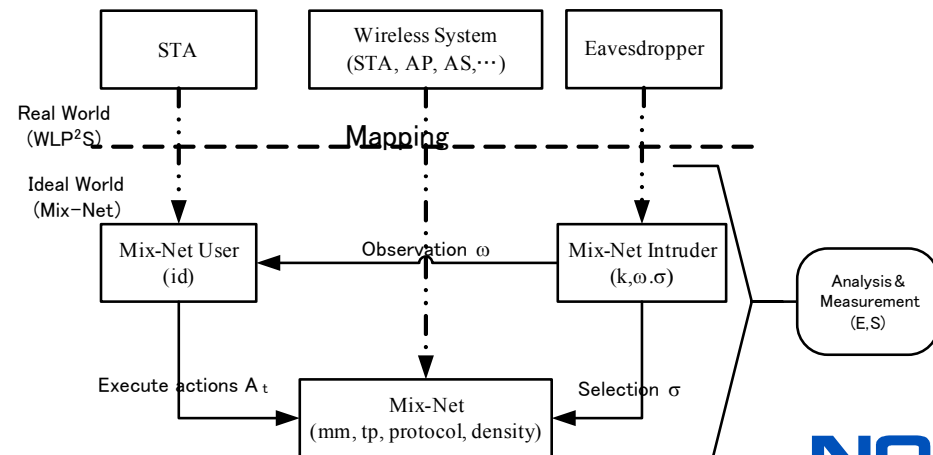 STA
Wireless System
(STA, AP, AS,⋯)
Eavesdropper
Real World
(WLP²S)
Mapping
Ideal World
(Mix-Net)
Mix-Net User
(id)
Observation ω
Mix-Net Intruder
(k,ω.σ)
Analysis &
Measurement
(E,S)
Execute actions A t
Selection σ
Mix-Net
(mm, tp, protocol, density)